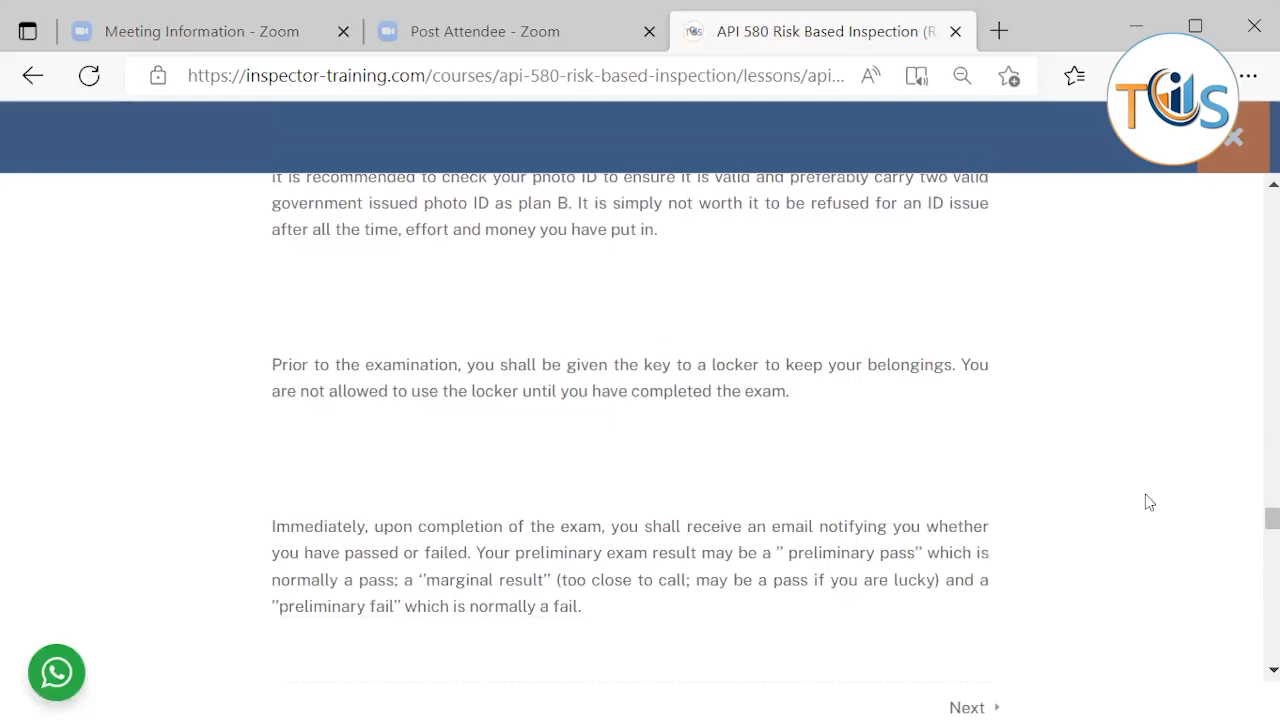 Meeting Information - Zoom
Post Attendee - Zoom
API 580 Risk Based Inspection (R
https://inspector-training.com/courses/api-580-risk-based-inspection/lessons/api...
TIS
it is recommended to check your photo ID to ensure it is valid and preferably carry two valid
government issued photo ID as plan B. It is simply not worth it to be refused for an ID issue
after all the time, effort and money you have put in.
Prior to the examination, you shall be given the key to a locker to keep your belongings. You
are not allowed to use the locker until you have completed the exam.
Immediately, upon completion of the exam, you shall receive an email notifying you whether
you have passed or failed. Your preliminary exam result may be a ” preliminary pass” which is
normally a pass; a ‘’marginal result’’ (too close to call; may be a pass if you are lucky) and a
”preliminary fail” which is normally a fail.
Next